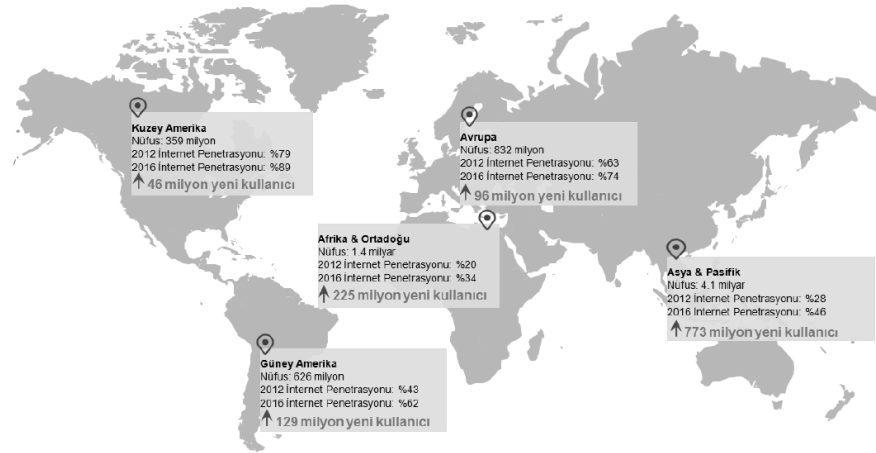 Kuzey Amerika
Nüfus: 359 milyon
2012 İnternet Penetrasyonu: %79
2016 İnternet Penetrasyonu: %89
46 milyon yeni kullanıcı
Avrupa
Nüfus: 832 milyon
2012 İnternet Penetrasyonu: %63
2016 İnternet Penetrasyonu: %74
96 milyon yeni kullanıcı
Afrika & Ortadoğu
Nüfus: 1.4 milyar
2012 İnternet Penetrasyonu: %20
2016 İnternet Penetrasyonu: %34
225 milyon yeni kullanıcı
Asya & Pasifik
Nüfus: 4.1 milyar
2012 İnternet Penetrasyonu: %28
2016 İnternet Penetrasyonu: %46
773 milyon yeni kullanıcı
Güney Amerika
Nüfus: 626 milyon
2012 İnternet Penetrasyonu: %43
2016 İnternet Penetrasyonu: %62
129 milyon yeni kullanıcı